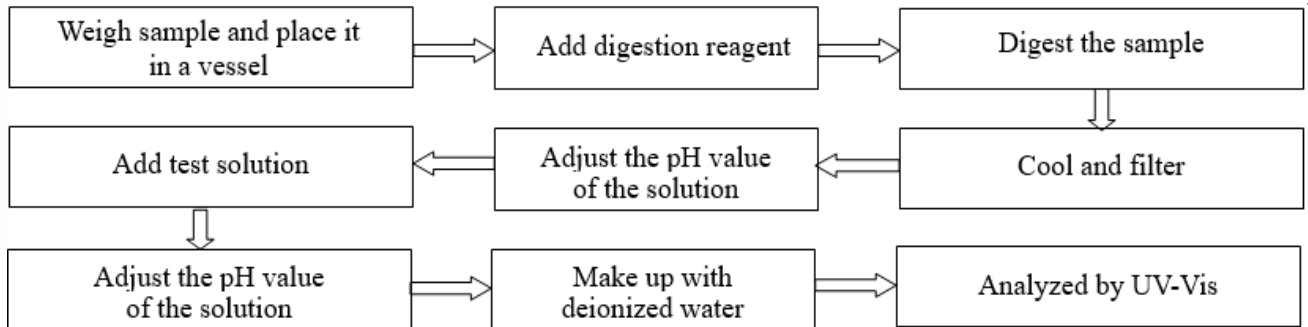 Weigh sample and place it
in a vessel
Add digestion reagent
Digest the sample
Add test solution
Adjust the pH value
of the solution
Cool and filter
Adjust the pH value
of the solution
Make up with
deionized water
Analyzed by UV-Vis